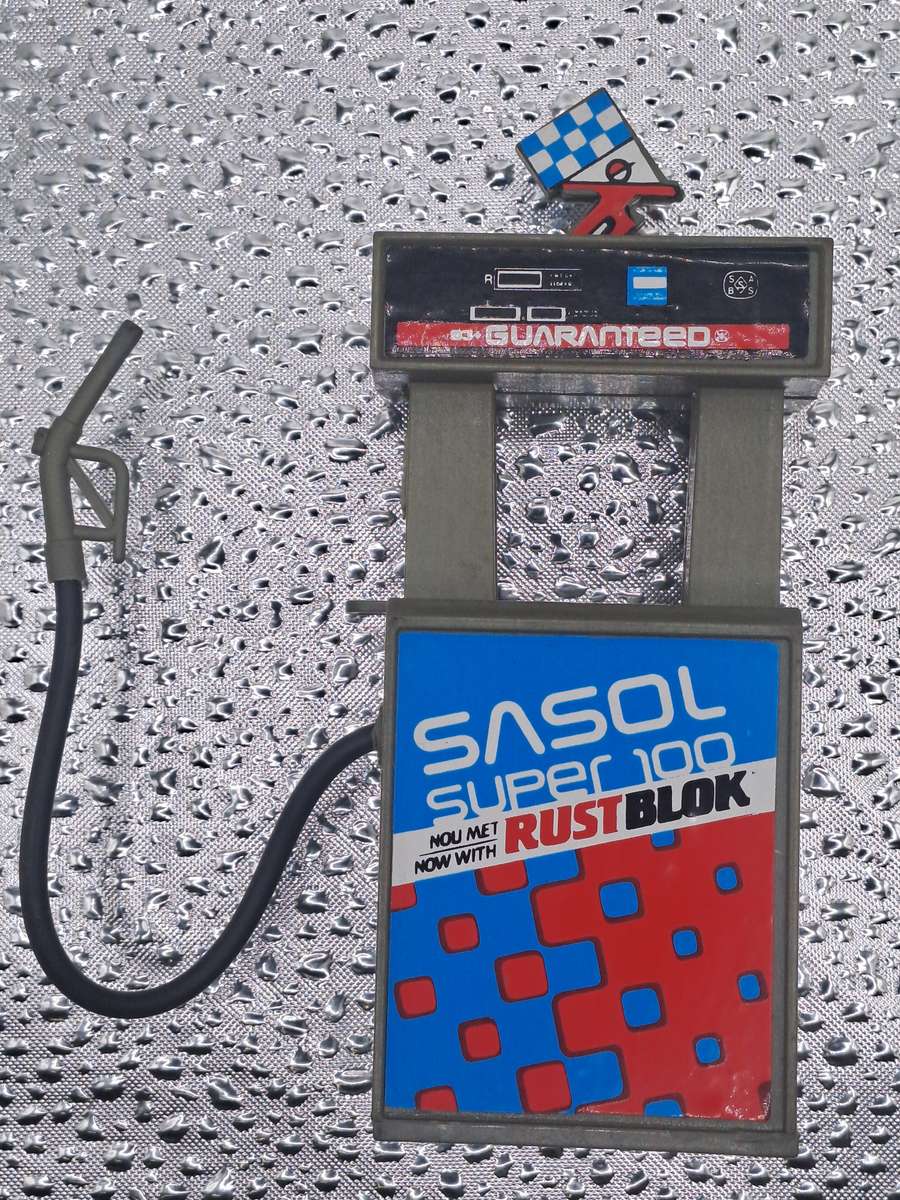 R
S A
B S
GUARANTEED
SASOL
SUPER 100
NOU MET
NOW WITH RUSTBLOK